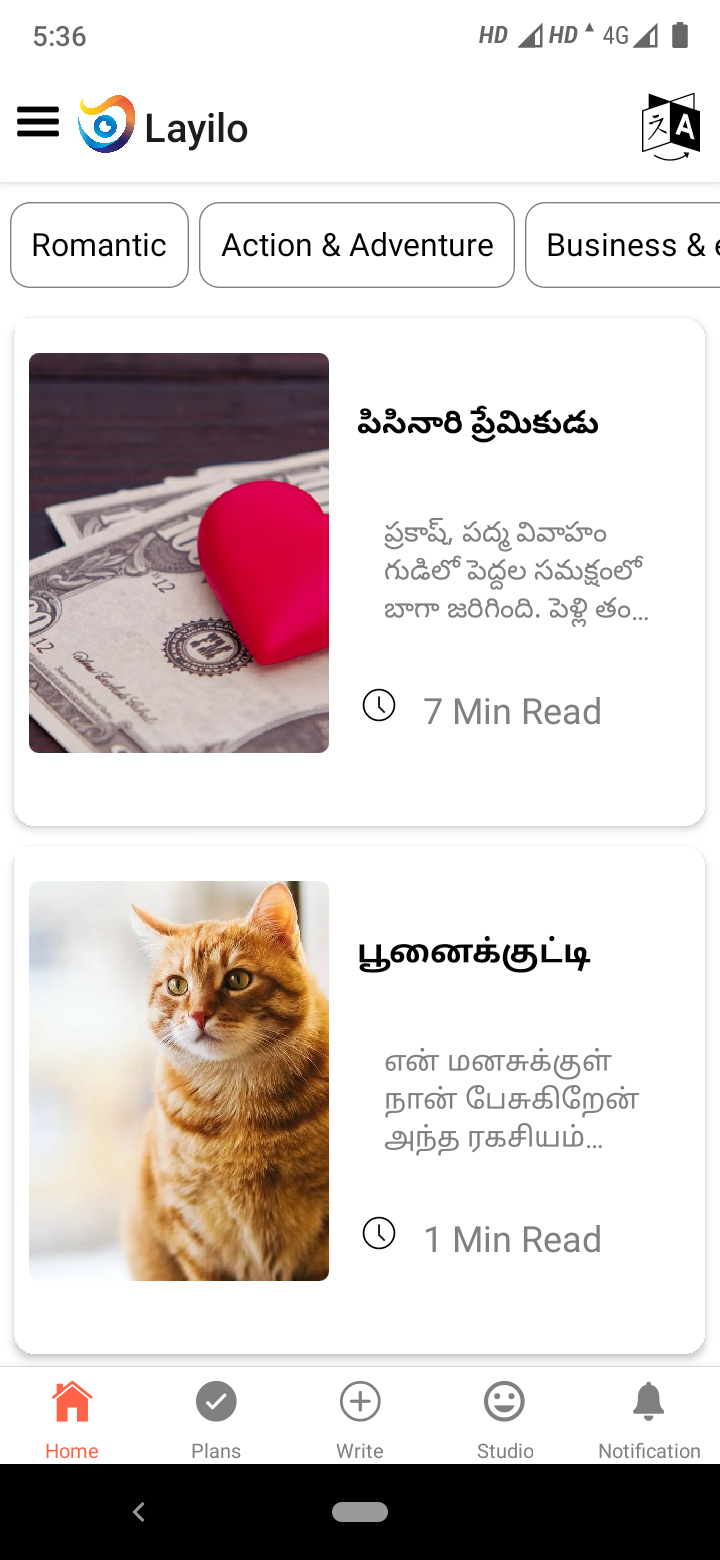 5:36 HD HD 4G
Layilo
Romantic Action & Adventure Business & e
పిసినారి ప్రేమికుడు
ప్రకాష్, పద్మ వివాహం
గుడిలో పెద్దల సమక్షంలో
బాగా జరిగింది. పెళ్లి తం...
7 Min Read
பூனைக்குட்டி
என் மனசுக்குள்
நான் பேசுகிறேன்
அந்த ரகசியம்...
1 Min Read
Home Plans Write Studio Notification